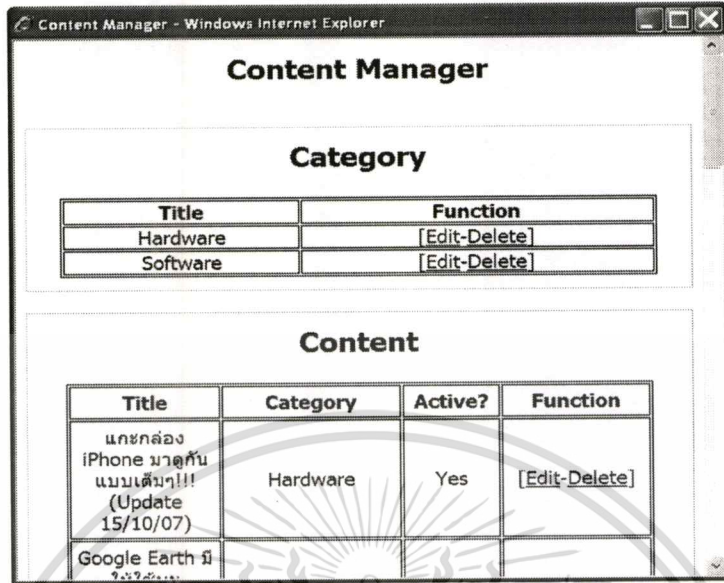 Content Manager - Windows Internet Explorer
Content Manager
Category
Title Function
Hardware [Edit-Delete]
Software [Edit-Delete]
Content
Title Category Active? Function
แกะกล่อง
iPhone มาดูกัน
แบบเต็มๆ!!!
(Update
15/10/07)
Hardware Yes [Edit-Delete]
Google Earth มี